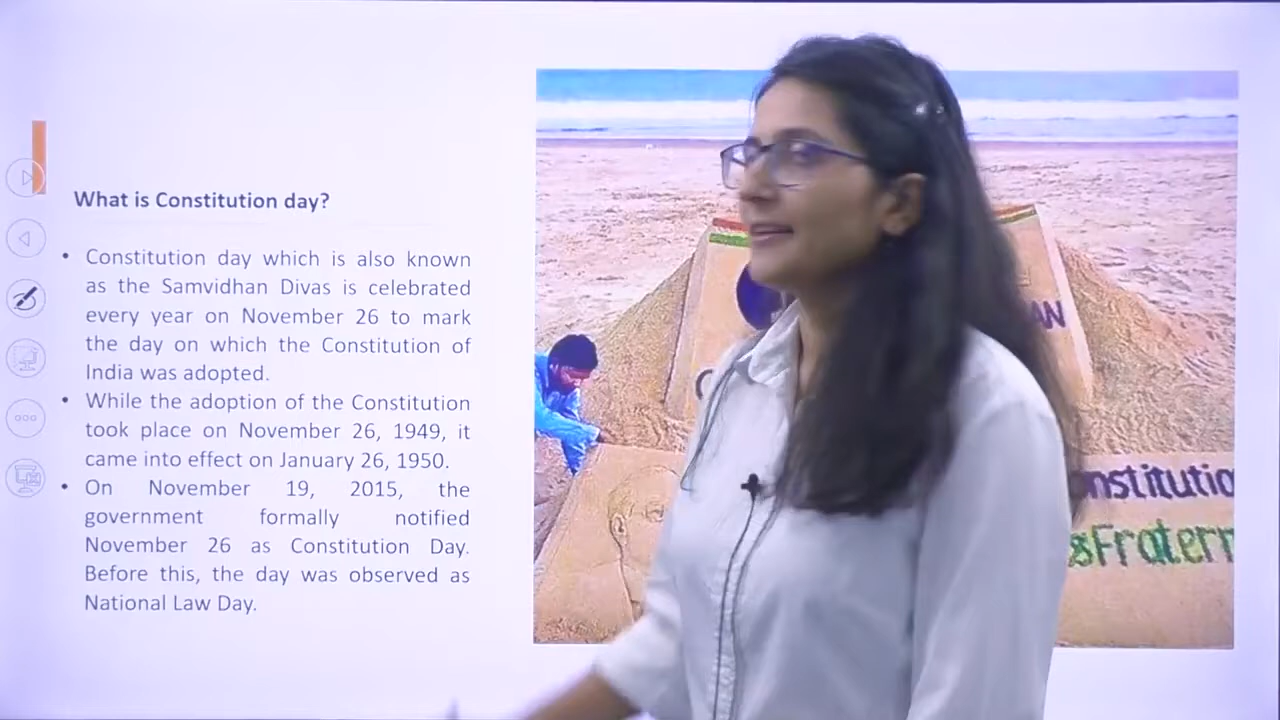 What is Constitution day?
• Constitution day which is also known
as the Samvidhan Divas is celebrated
every year on November 26 to mark
the day on which the Constitution of
India was adopted.
• While the adoption of the Constitution
took place on November 26, 1949, it
came into effect on January 26, 1950.
• On November 19, 2015, the
government formally notified
November 26 as Constitution Day.
Before this, the day was observed as
National Law Day.
AN
nstitutio
sFratern